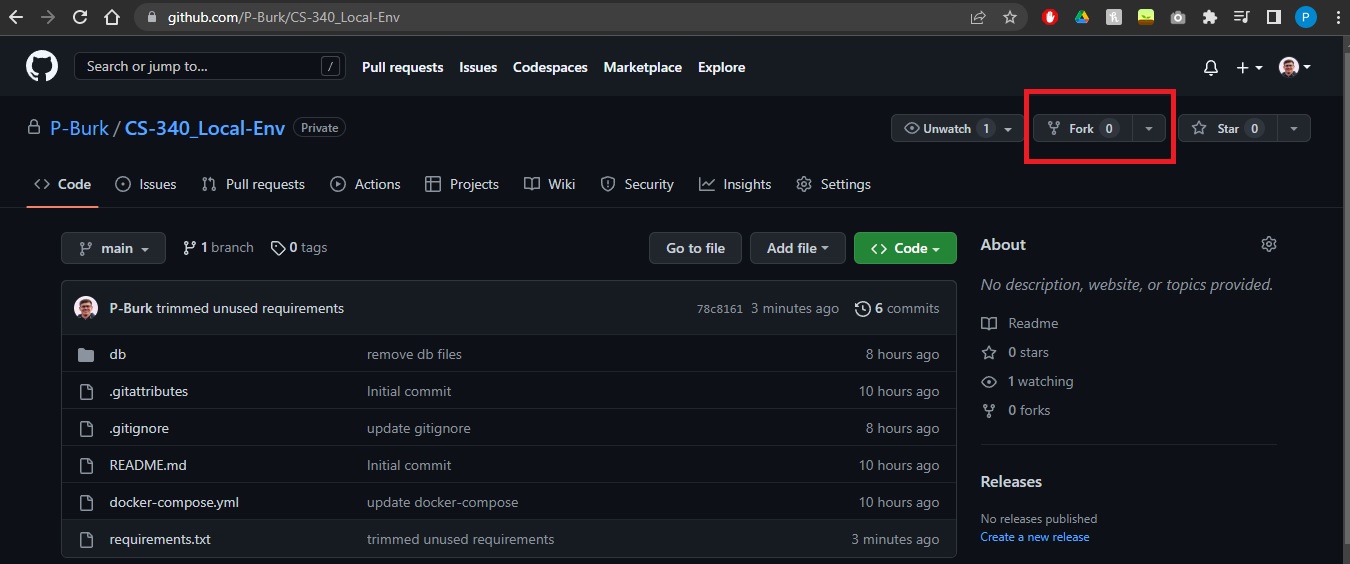 github.com/P-Burk/CS-340_Local-Env
P
Search or jump to... /
Pull requests Issues Codespaces Marketplace Explore
P-Burk / CS-340_Local-Env Private
Unwatch 1 Fork 0 Star 0
Code Issues Pull requests Actions Projects Wiki Security Insights Settings
main 1 branch 0 tags Go to file Add file Code
P-Burk trimmed unused requirements 78c8161 3 minutes ago 6 commits
db remove db files 8 hours ago
.gitattributes Initial commit 10 hours ago
.gitignore update gitignore 8 hours ago
README.md Initial commit 10 hours ago
docker-compose.yml update docker-compose 10 hours ago
requirements.txt trimmed unused requirements 3 minutes ago
About
No description, website, or topics provided.
Readme
0 stars
1 watching
0 forks
Releases
No releases published
Create a new release